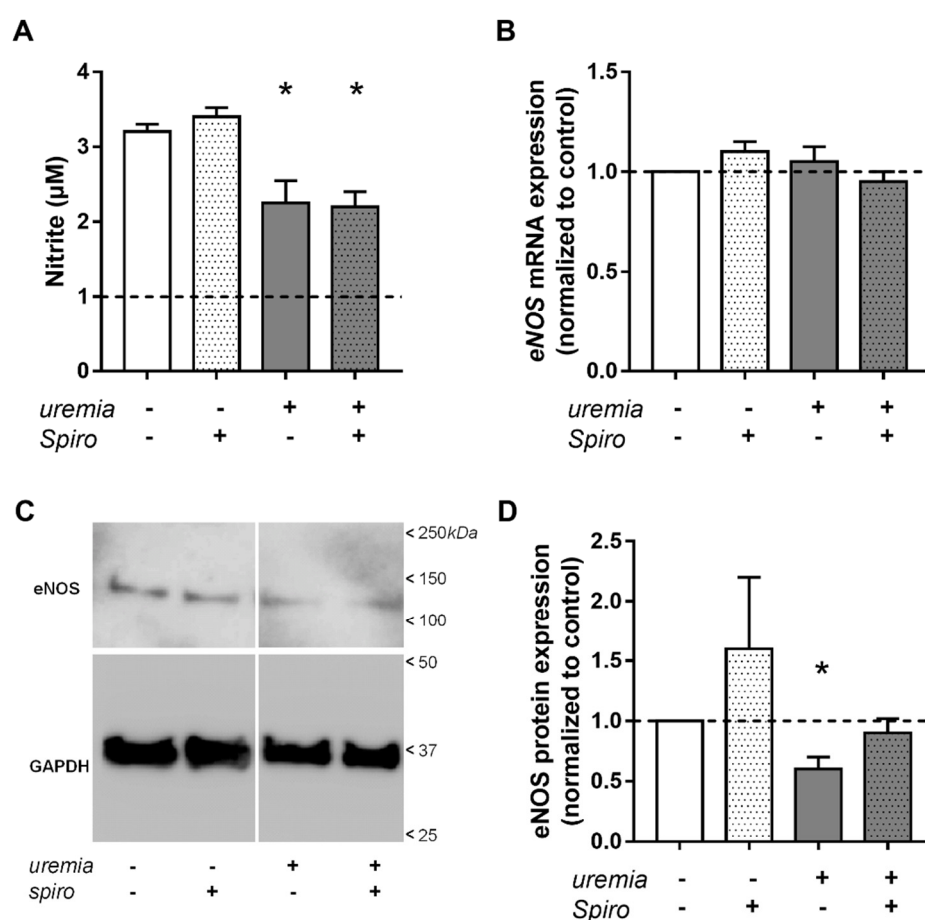 A
Nitrite (µM)
4
3
2
1
0
* *
uremia - - + +
Spiro - + - +
B
eNOS mRNA expression
(normalized to control)
1.5
1.0
0.5
0.0
uremia - - + +
Spiro - + - +
C
eNOS
GAPDH
< 250kDa
< 150
< 100
< 50
< 37
< 25
uremia - - + +
spiro - + - +
D
eNOS protein expression
(normalized to control)
2.5
2.0
1.5
1.0
0.5
0.0
*
uremia - - + +
Spiro - + - +